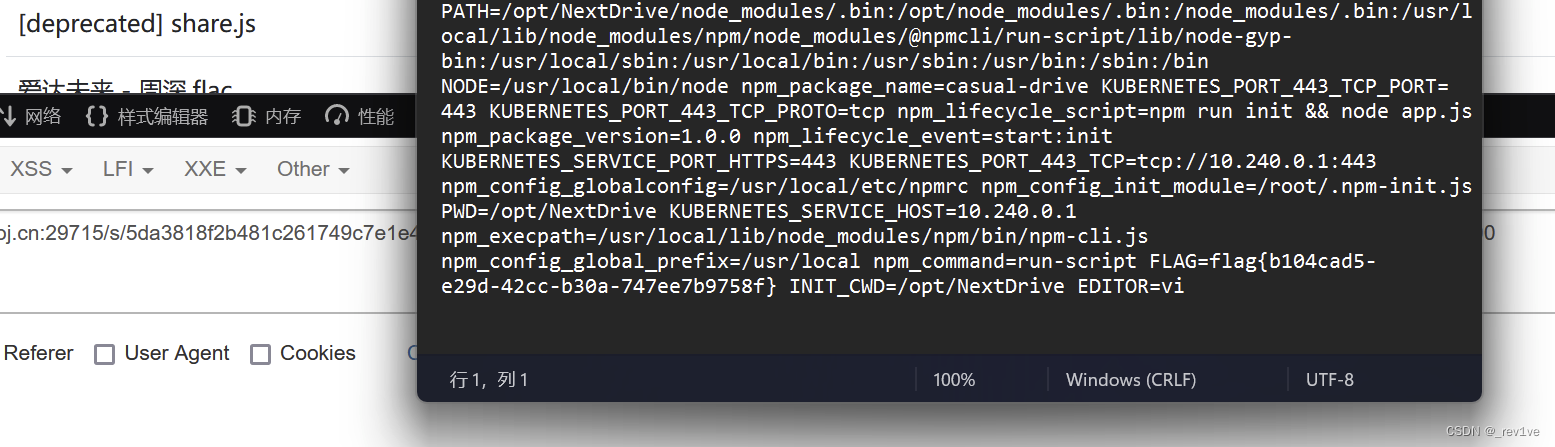 [deprecated] share.js
爱达未来 - 周深.flac
网络 {} 样式编辑器 内存 性能
XSS LFI XXE Other
oj.cn:29715/s/5da3818f2b481c261749c7e1e4
00
Referer User Agent Cookies
PATH=/opt/NextDrive/node_modules/.bin:/opt/node_modules/.bin:/node_modules/.bin:/usr/l
ocal/lib/node_modules/npm/node_modules/@npmcli/run-script/lib/node-gyp-
bin:/usr/local/sbin:/usr/local/bin:/usr/sbin:/usr/bin:/sbin:/bin
NODE=/usr/local/bin/node npm_package_name=casual-drive KUBERNETES_PORT_443_TCP_PORT=
443 KUBERNETES_PORT_443_TCP_PROTO=tcp npm_lifecycle_script=npm run init && node app.js
npm_package_version=1.0.0 npm_lifecycle_event=start:init
KUBERNETES_SERVICE_PORT_HTTPS=443 KUBERNETES_PORT_443_TCP=tcp://10.240.0.1:443
npm_config_globalconfig=/usr/local/etc/npmrc npm_config_init_module=/root/.npm-init.js
PWD=/opt/NextDrive KUBERNETES_SERVICE_HOST=10.240.0.1
npm_execpath=/usr/local/lib/node_modules/npm/bin/npm-cli.js
npm_config_global_prefix=/usr/local npm_command=run-script FLAG=flag{b104cad5-
e29d-42cc-b30a-747ee7b9758f} INIT_CWD=/opt/NextDrive EDITOR=vi
行 1，列 1 100% Windows (CRLF) UTF-8
CSDN @_rev1ve